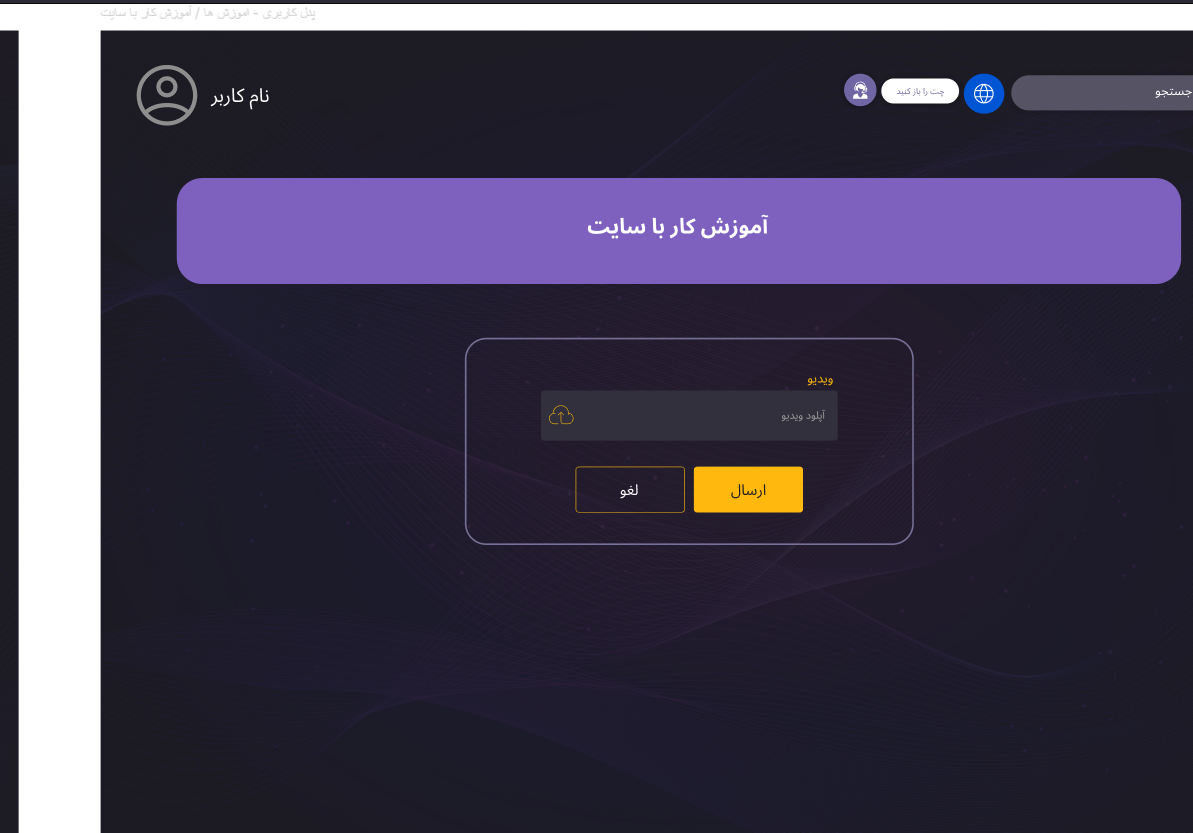 پنل کاربری - آموزش ها / آموزش کار با سایت
جستجو
چت را باز کنید
نام کاربر
آموزش کار با سایت
ویدیو
آپلود ویدیو
ارسال
لغو